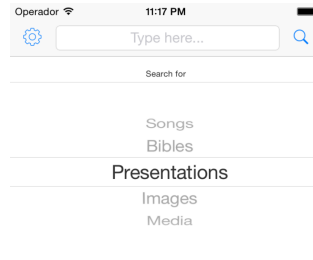 Operador 11:17 PM
Type here...
Search for
Songs
Bibles
Presentations
Images
Media